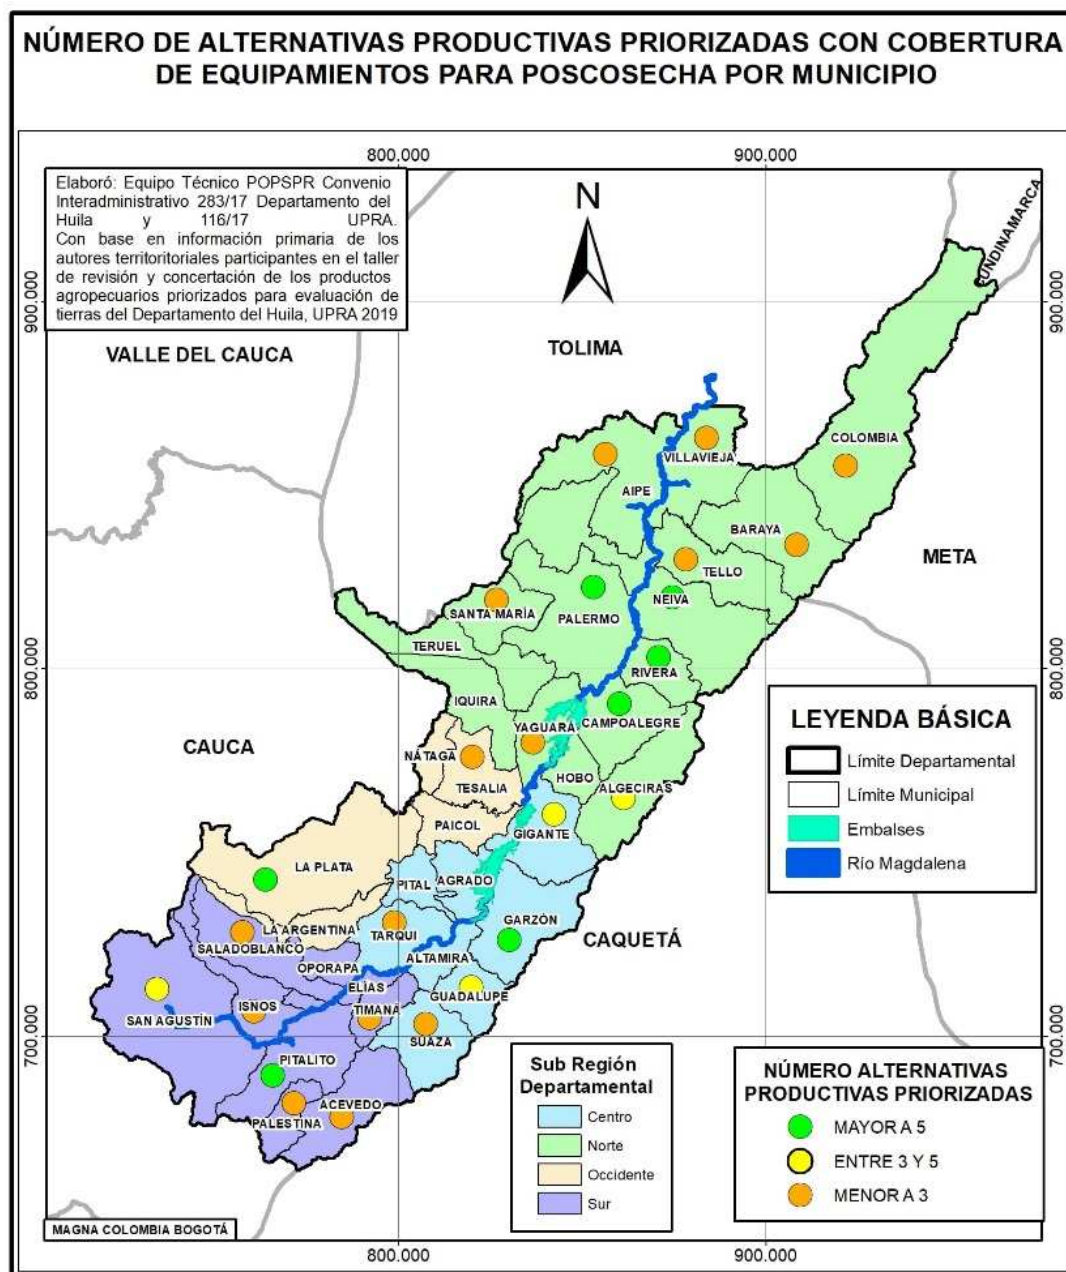 NÚMERO DE ALTERNATIVAS PRODUCTIVAS PRIORIZADAS CON COBERTURA
DE EQUIPAMIENTOS PARA POSCOSECHA POR MUNICIPIO
800.000
900.000
Elaboró: Equipo Técnico POPSPR Convenio
Interadministrativo 283/17 Departamento del
Huila y 116/17 UPRA.
Con base en información primaria de los
autores territoritoriales participantes en el taller
de revisión y concertación de los productos
agropecuarios priorizados para evaluación de
tierras del Departamento del Huila, UPRA 2019
N
CUNDINAMARCA
900.000
900.000
VALLE DEL CAUCA
TOLIMA
COLOMBIA
VILLAVIEJA
AIPE
BARAYA
META
TELLO
NEIVA
SANTA MARÍA
PALERMO
TERUEL
RIVERA
800.000
800.000
IQUIRA
CAMPOALEGRE
YAGUARÁ
CAUCA
NÁTAGA
HOBO
ALGECIRAS
TESALIA
PAICOL
GIGANTE
LA PLATA
PITAL
AGRADO
GARZÓN
LA ARGENTINA
TARQUI
CAQUETÁ
SALADOBLANCO
ALTAMIRA
OPORAPA
ELÍAS
GUADALUPE
ISNOS
TIMANÁ
SAN AGUSTÍN
SUAZA
700.000
700.000
PITALITO
ACEVEDO
PALESTINA
LEYENDA BÁSICA
Límite Departamental
Límite Municipal
Embalses
Río Magdalena
Sub Región
Departamental
Centro
Norte
Occidente
Sur
NÚMERO ALTERNATIVAS
PRODUCTIVAS PRIORIZADAS
MAYOR A 5
ENTRE 3 Y 5
MENOR A 3
MAGNA COLOMBIA BOGOTÁ
800.000
900.000